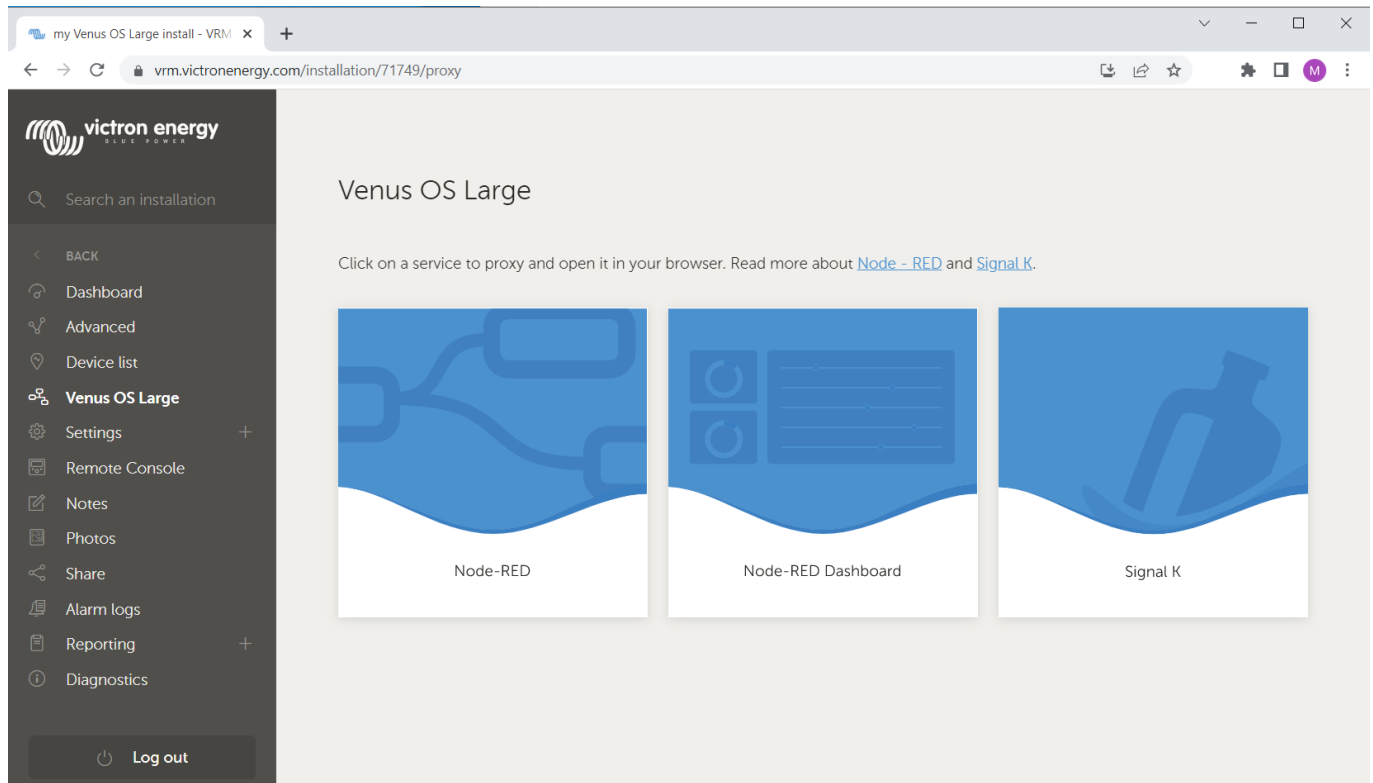 my Venus OS Large install - VRM
vrm.victronenergy.com/installation/71749/proxy
M
victron energy
BLUE POWER
Search an installation
BACK
Dashboard
Advanced
Device list
Venus OS Large
Settings
Remote Console
Notes
Photos
Share
Alarm logs
Reporting
Diagnostics
Log out
Venus OS Large
Click on a service to proxy and open it in your browser. Read more about Node - RED and Signal K.
Node-RED
Node-RED Dashboard
Signal K